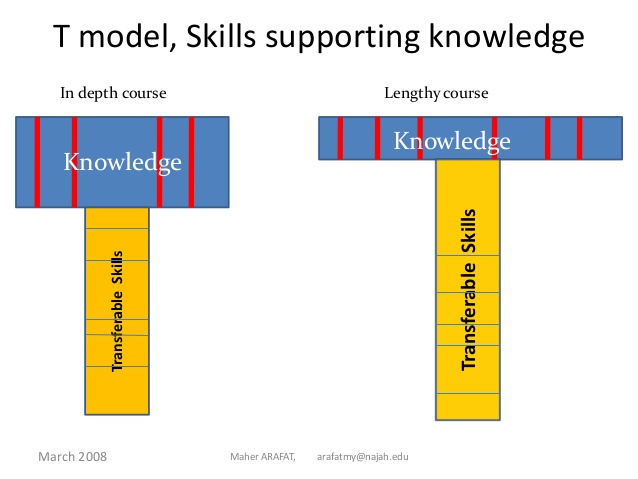 T model, Skills supporting knowledge
In depth course
Lengthy course
Knowledge
Knowledge
Transferable Skills
Transferable Skills
March 2008
Maher ARAFAT, arafatmy@najah.edu